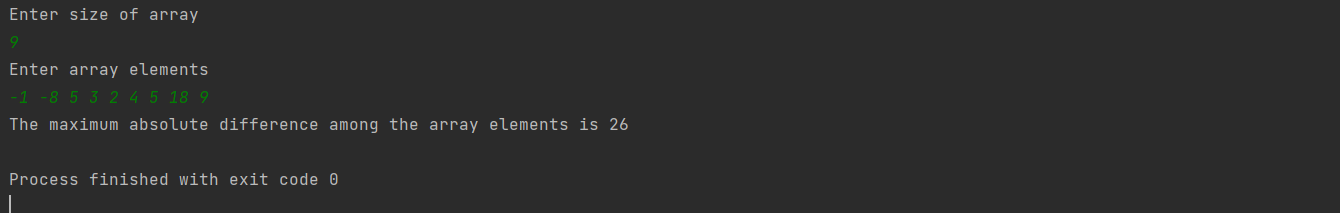 Enter size of array
9
Enter array elements
-1 -8 5 3 2 4 5 18 9
The maximum absolute difference among the array elements is 26
Process finished with exit code 0